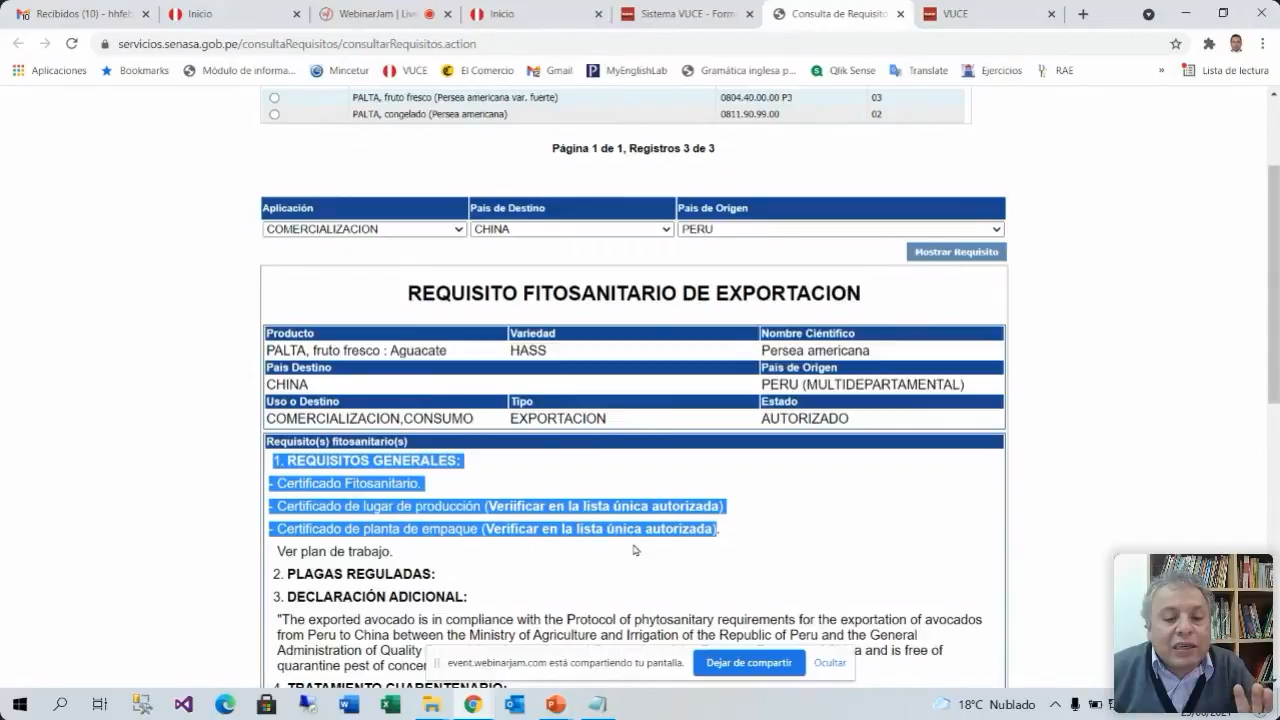 Recibidos (10) - hhfeb
Inicio
WebinarJam | Live
Inicio
Sistema VUCE - Form
Consulta de Requisito
VUCE
servicios.senasa.gob.pe/consultaRequisitos/consultarRequisitos.action
Aplicaciones
Bookmarks
Módulo de informa...
Mincetur
VUCE
El Comercio
Gmail
MyEnglishLab
Gramática inglesa p...
Qlik Sense
Translate
Ejercicios
RAE
»
Lista de lectura
PALTA, fruto fresco (Persea americana var. fuerte) 0804.40.00.00 P3 03
PALTA, congelado (Persea americana) 0811.90.99.00 02
Página 1 de 1, Registros 3 de 3
Aplicación País de Destino País de Origen
COMERCIALIZACION CHINA PERU
Mostrar Requisito
REQUISITO FITOSANITARIO DE EXPORTACION
Producto Variedad Nombre Ciéntifico
PALTA, fruto fresco : Aguacate HASS Persea americana
País Destino País de Origen
CHINA PERU (MULTIDEPARTAMENTAL)
Uso o Destino Tipo Estado
COMERCIALIZACION,CONSUMO EXPORTACION AUTORIZADO
Requisito(s) fitosanitario(s)
1. REQUISITOS GENERALES:
- Certificado Fitosanitario.
- Certificado de lugar de producción (Veriificar en la lista única autorizada)
- Certificado de planta de empaque (Verificar en la lista única autorizada).
Ver plan de trabajo.
2. PLAGAS REGULADAS:
3. DECLARACIÓN ADICIONAL:
"The exported avocado is in compliance with the Protocol of phytosanitary requirements for the exportation of avocados
from Peru to China between the Ministry of Agriculture and Irrigation of the Republic of Peru and the General
Administration of Quality a and is free of
quarantine pest of concer
event.webinarjam.com está compartiendo tu pantalla.
Dejar de compartir
Ocultar
4. TRATAMIENTO CUARENTENARIO:
18°C Nublado